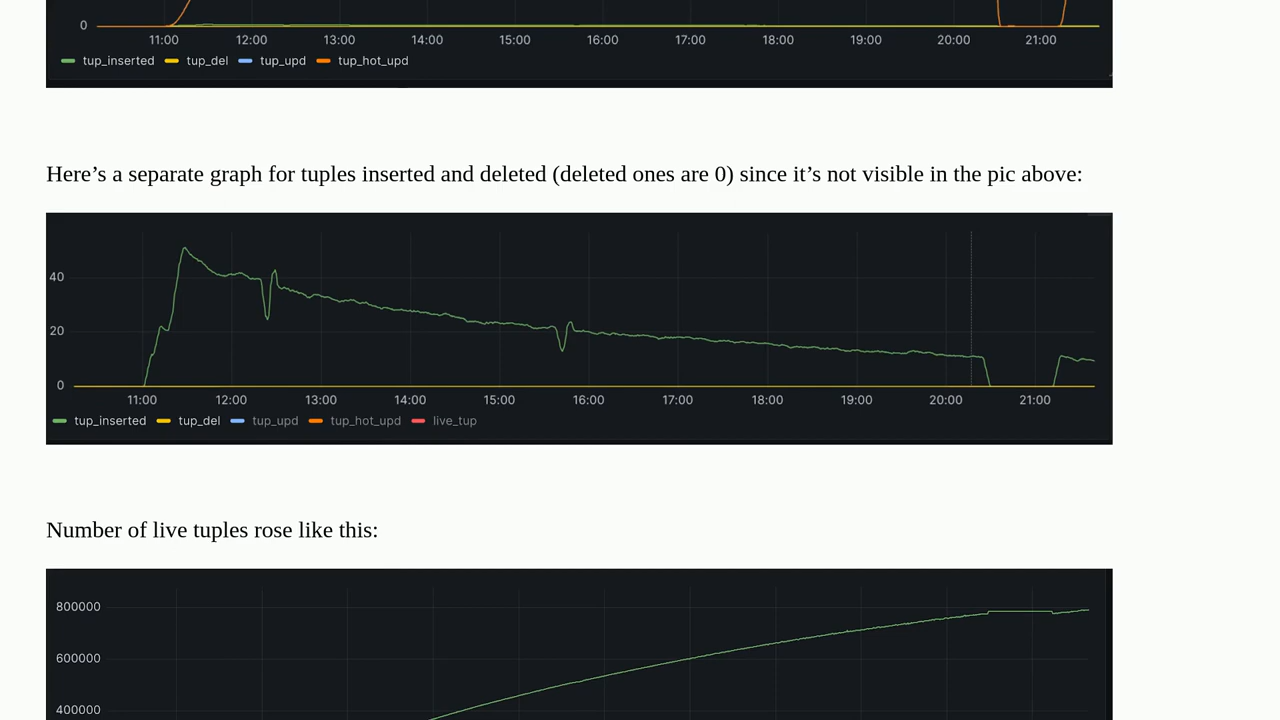 0
11:00 12:00 13:00 14:00 15:00 16:00 17:00 18:00 19:00 20:00 21:00
tup_inserted tup_del tup_upd tup_hot_upd
Here’s a separate graph for tuples inserted and deleted (deleted ones are 0) since it’s not visible in the pic above:
40
20
0
11:00 12:00 13:00 14:00 15:00 16:00 17:00 18:00 19:00 20:00 21:00
tup_inserted tup_del tup_upd tup_hot_upd live_tup
Number of live tuples rose like this:
800000
600000
400000